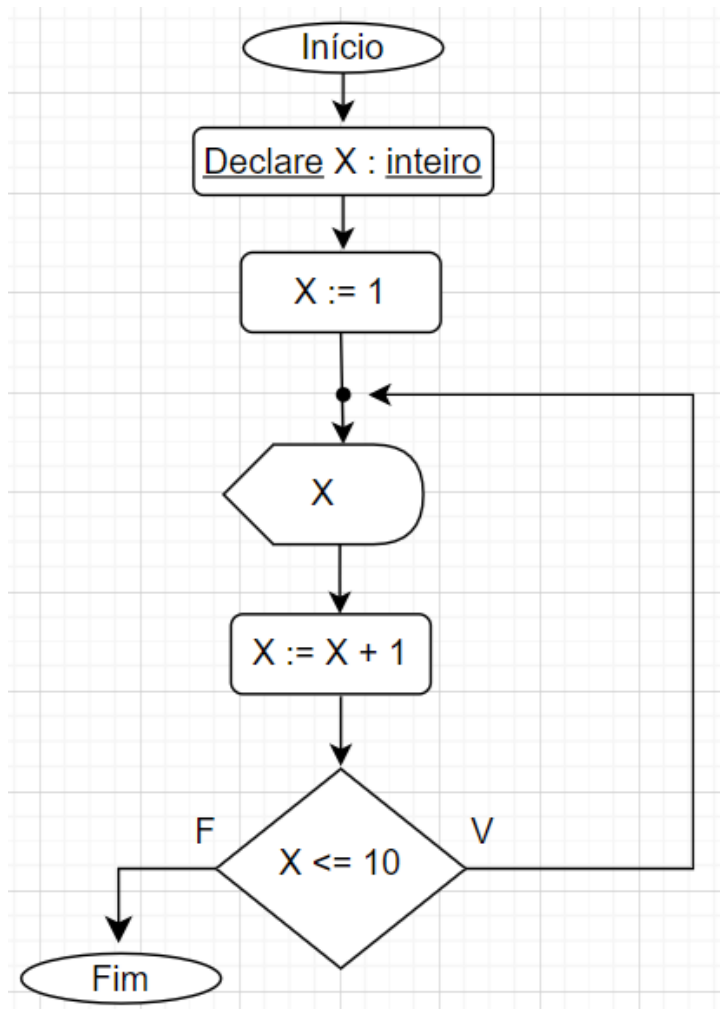 Início
Declare X : inteiro
X := 1
X
X := X + 1
X <= 10
F
V
Fim